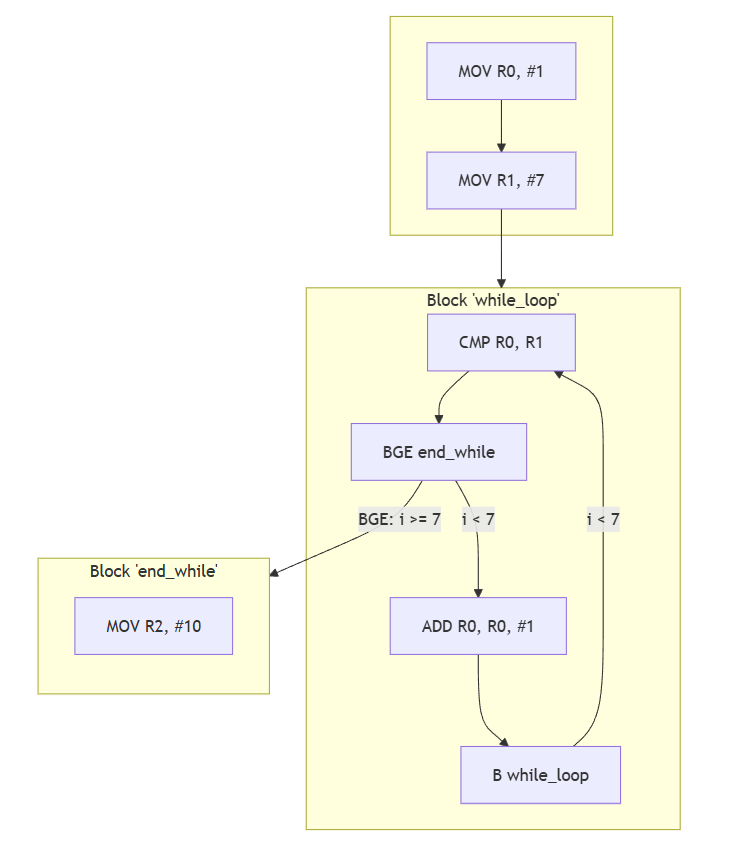 MOV R0, #1
MOV R1, #7
Block 'while_loop'
CMP R0, R1
BGE end_while
BGE: i >= 7
i < 7
i < 7
Block 'end_while'
MOV R2, #10
ADD R0, R0, #1
B while_loop